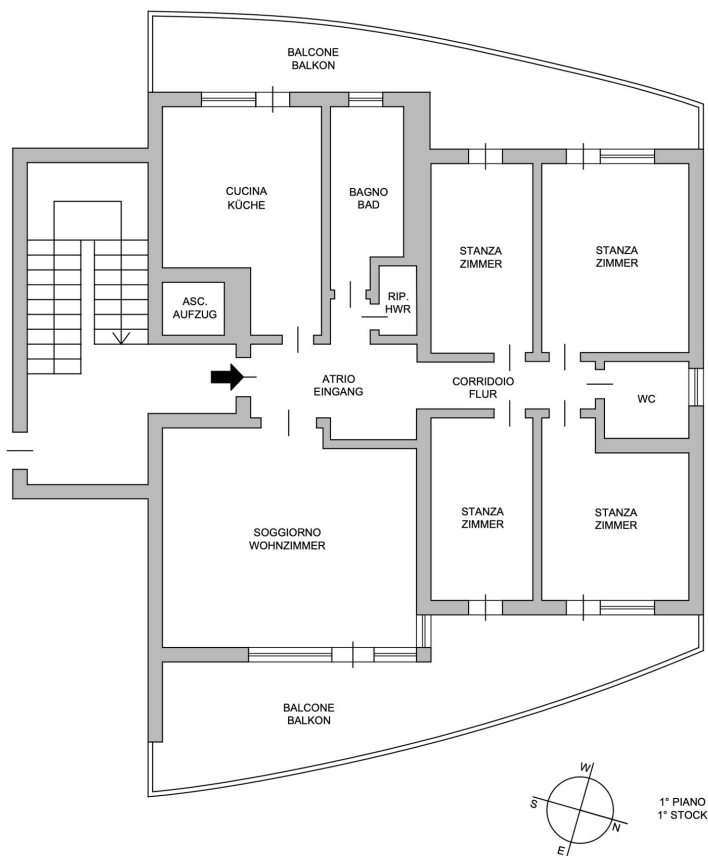 BALCONE
BALKON
CUCINA
KÜCHE
BAGNO
BAD
STANZA
ZIMMER
STANZA
ZIMMER
ASC.
AUFZUG
RIP.
HWR
ATRIO
EINGANG
CORRIDOIO
FLUR
WC
SOGGIORNO
WOHNZIMMER
STANZA
ZIMMER
STANZA
ZIMMER
BALCONE
BALKON
W
S
N
E
1° PIANO
1° STOCK